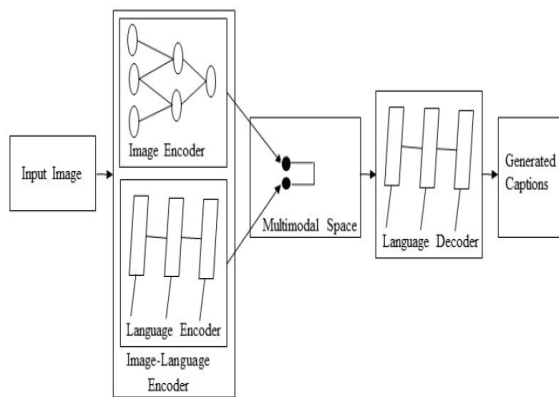 Input Image
Image Encoder
Language Encoder
Image-Language
Encoder
Multimodal Space
Language Decoder
Generated
Captions